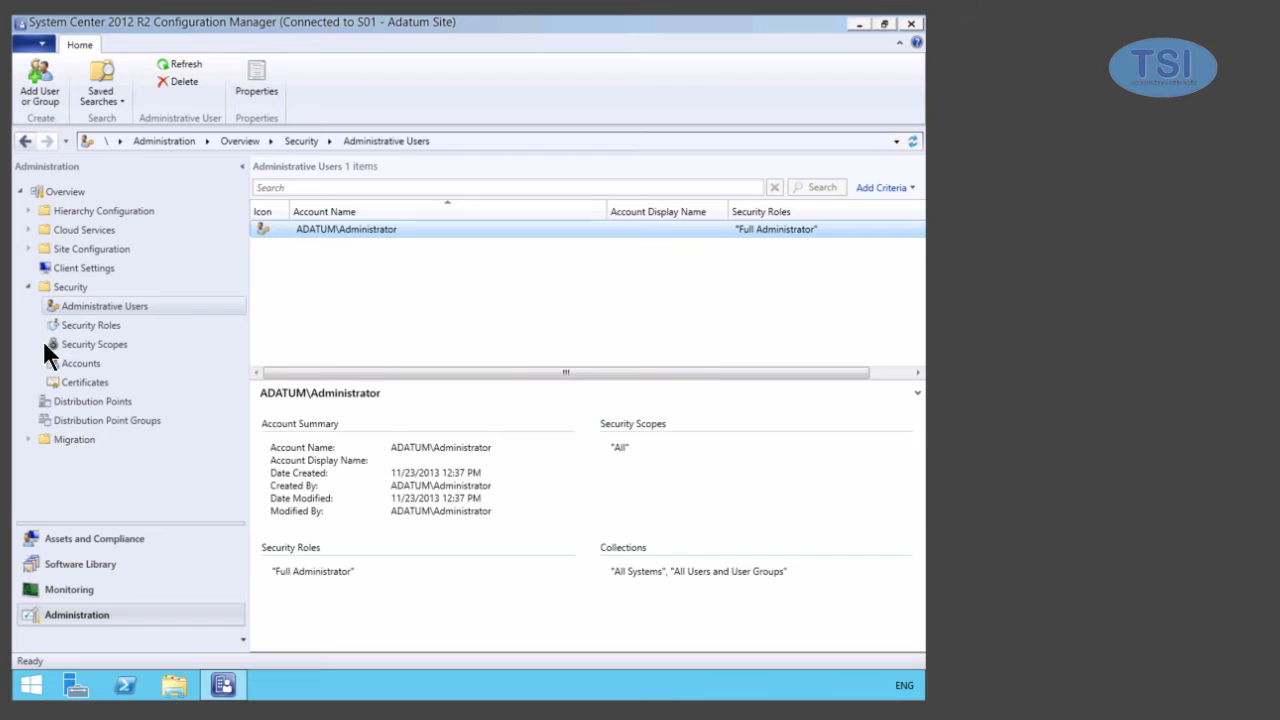 System Center 2012 R2 Configuration Manager (Connected to S01 - Adatum Site)
Home
Add User or Group
Saved Searches
Refresh
Delete
Properties
Create
Search
Administrative User
Properties
\ Administration Overview Security Administrative Users
Administration
Overview
Hierarchy Configuration
Cloud Services
Site Configuration
Client Settings
Security
Administrative Users
Security Roles
Security Scopes
Accounts
Certificates
Distribution Points
Distribution Point Groups
Migration
Assets and Compliance
Software Library
Monitoring
Administration
Administrative Users 1 items
Search
Search
Add Criteria
Icon Account Name Account Display Name Security Roles
ADATUM\Administrator "Full Administrator"
ADATUM\Administrator
Account Summary
Account Name: ADATUM\Administrator
Account Display Name:
Date Created: 11/23/2013 12:37 PM
Created By: ADATUM\Administrator
Date Modified: 11/23/2013 12:37 PM
Modified By: ADATUM\Administrator
Security Scopes
"All"
Security Roles
"Full Administrator"
Collections
"All Systems", "All Users and User Groups"
Ready
ENG
TSI